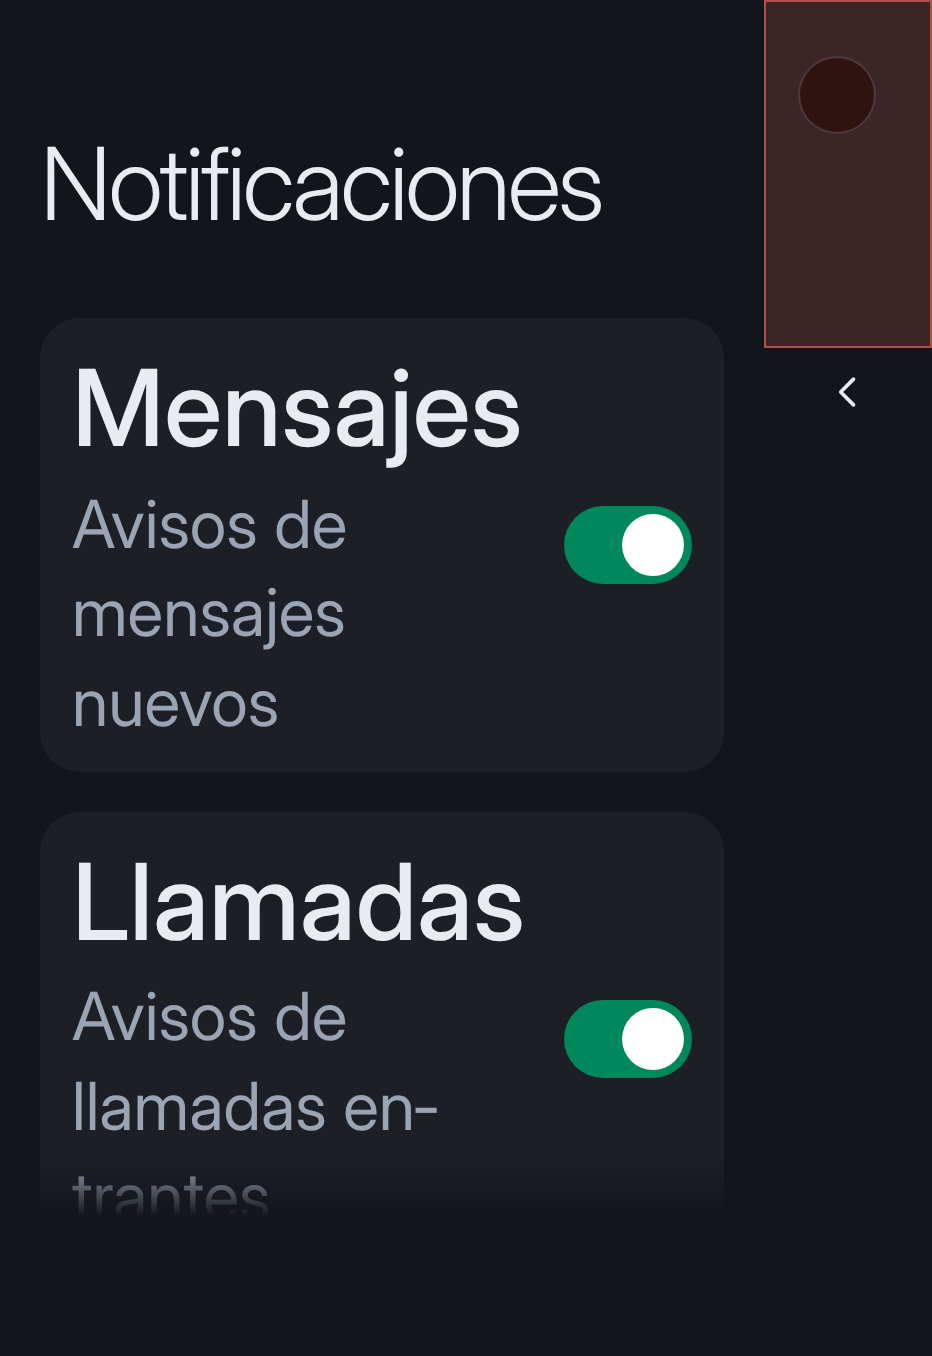 Notificaciones
Mensajes
Avisos de
mensajes
nuevos
Llamadas
Avisos de
llamadas en-
trantes